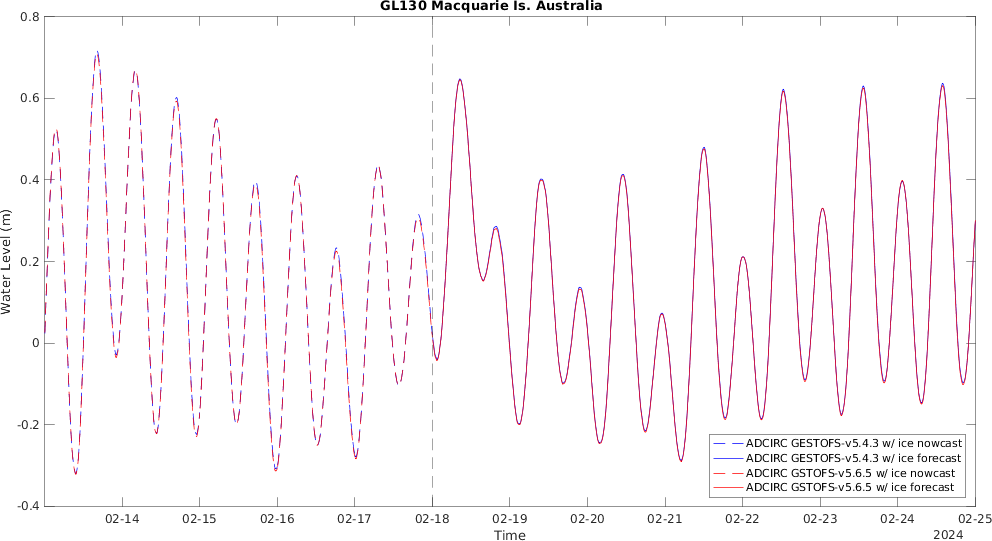 GL130 Macquarie Is. Australia
Water Level (m)
0.8
0.6
0.4
0.2
0
-0.2
-0.4
02-14 02-15 02-16 02-17 02-18 02-19 02-20 02-21 02-22 02-23 02-24 02-25
Time
2024
ADCIRC GESTOFS-v5.4.3 w/ ice nowcast
ADCIRC GESTOFS-v5.4.3 w/ ice forecast
ADCIRC GSTOFS-v5.6.5 w/ ice nowcast
ADCIRC GSTOFS-v5.6.5 w/ ice forecast